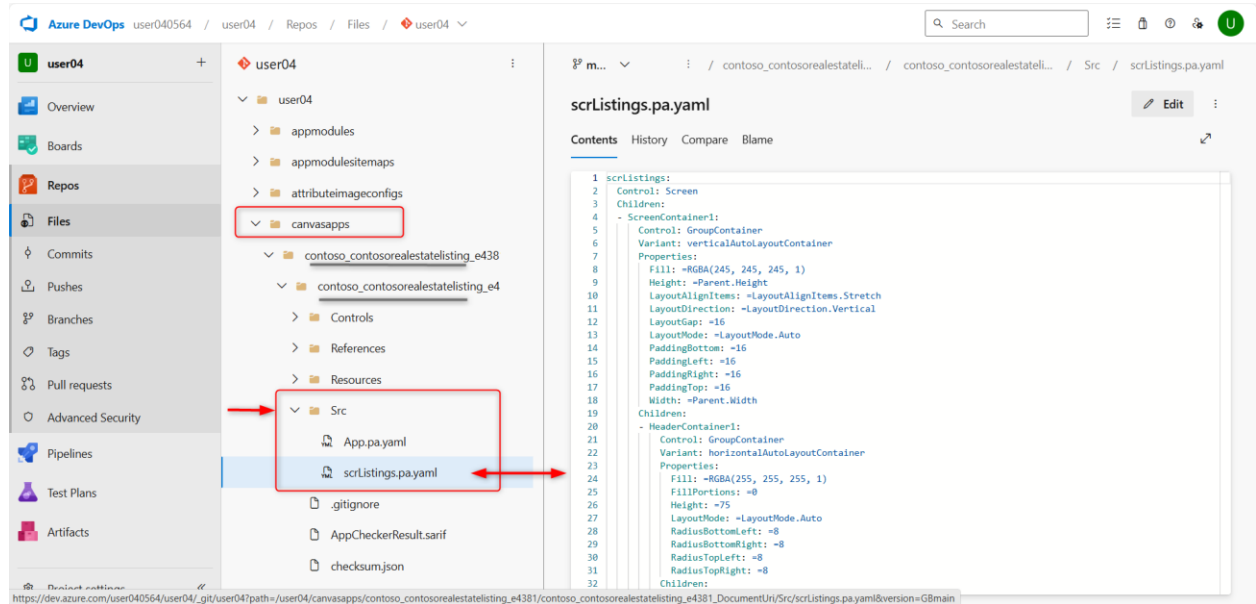 Azure DevOps user040564 / user04 / Repos / Files / user04
Search
U
U user04 +
Overview
Boards
Repos
Files
Commits
Pushes
Branches
Tags
Pull requests
Advanced Security
Pipelines
Test Plans
Artifacts
Project settings
user04
user04
appmodules
appmodulesitemaps
attributeimageconfigs
canvasapps
contoso_contosorealestatelisting_e438
contoso_contosorealestatelisting_e4
Controls
References
Resources
Src
App.pa.yaml
scrListings.pa.yaml
.gitignore
AppCheckerResult.sarif
checksum.json
m... / contoso_contosorealestateli... / contoso_contosorealestateli... / Src / scrListings.pa.yaml
scrListings.pa.yaml
Edit
Contents History Compare Blame
1 scrListings:
2 Control: Screen
3 Children:
4 - ScreenContainer1:
5 Control: GroupContainer
6 Variant: verticalAutoLayoutContainer
7 Properties:
8 Fill: =RGBA(245, 245, 245, 1)
9 Height: =Parent.Height
10 LayoutAlignItems: =LayoutAlignItems.Stretch
11 LayoutDirection: =LayoutDirection.Vertical
12 LayoutGap: =16
13 LayoutMode: =LayoutMode.Auto
14 PaddingBottom: =16
15 PaddingLeft: =16
16 PaddingRight: =16
17 PaddingTop: =16
18 Width: =Parent.Width
19 Children:
20 - HeaderContainer1:
21 Control: GroupContainer
22 Variant: horizontalAutoLayoutContainer
23 Properties:
24 Fill: =RGBA(255, 255, 255, 1)
25 FillPortions: =0
26 Height: =75
27 LayoutMode: =LayoutMode.Auto
28 RadiusBottomLeft: =8
29 RadiusBottomRight: =8
30 RadiusTopLeft: =8
31 RadiusTopRight: =8
32 Children:
https://dev.azure.com/user040564/user04/_git/user04?path=/user04/canvasapps/contoso_contosorealestatelisting_e4381/contoso_contosorealestatelisting_e4381_DocumentUri/Src/scrListings.pa.yaml&version=GBmain